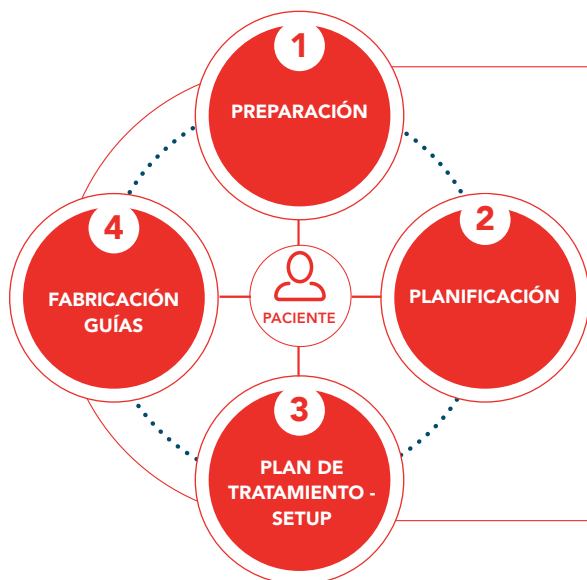 1
PREPARACIÓN
2
PLANIFICACIÓN
3
PLAN DE
TRATAMIENTO -
SETUP
4
FABRICACIÓN
GUÍAS
PACIENTE